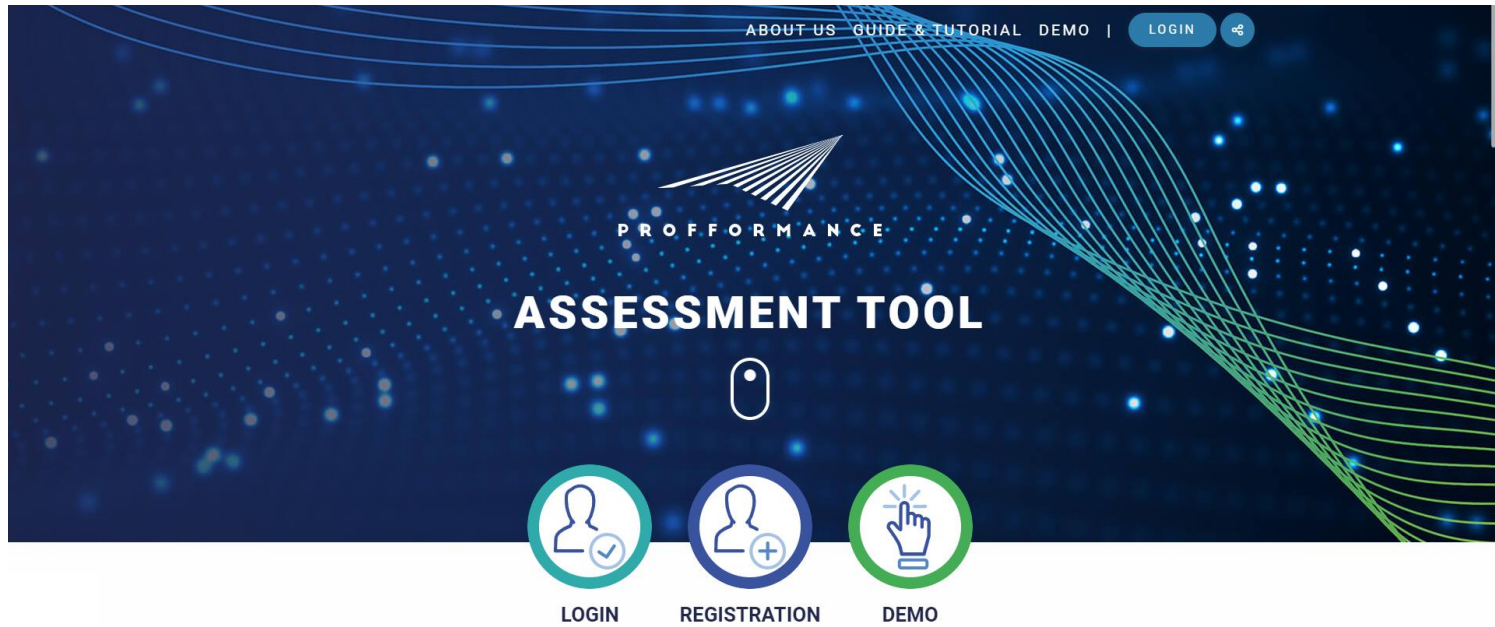 ABOUT US GUIDE & TUTORIAL DEMO | LOGIN
PROFFORMANCE
ASSESSMENT TOOL
LOGIN REGISTRATION DEMO